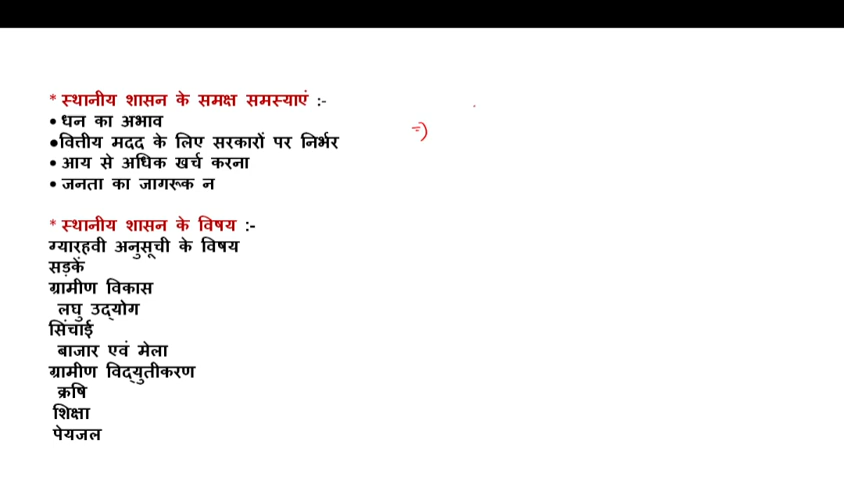 * स्थानीय शासन के समक्ष समस्याएं :-
• धन का अभाव
●वित्तीय मदद के लिए सरकारों पर निर्भर
• आय से अधिक खर्च करना
• जनता का जागरूक न
* स्थानीय शासन के विषय :-
ग्यारहवी अनुसूची के विषय
सड़कें
ग्रामीण विकास
लघु उद्योग
सिंचाई
बाजार एवं मेला
ग्रामीण विद्युतीकरण
क्रषि
शिक्षा
पेयजल